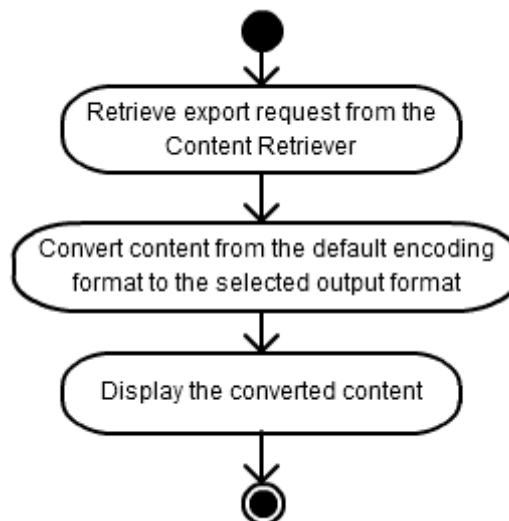 Retrieve export request from the
Content Retriever
Convert content from the default encoding
format to the selected output format
Display the converted content